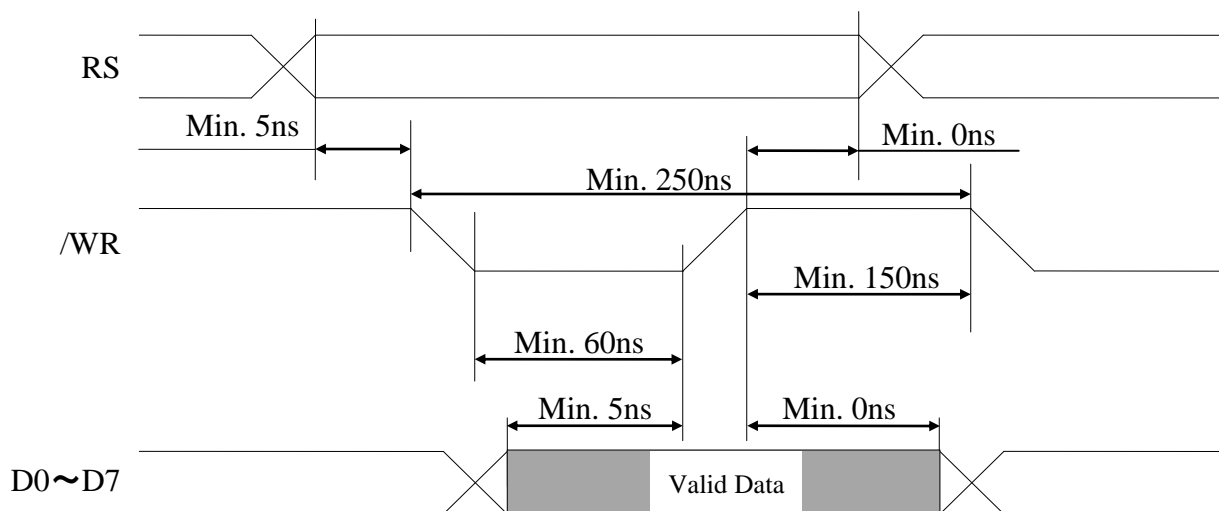 RS
Min. 5ns
Min. 0ns
Min. 250ns
/WR
Min. 150ns
Min. 60ns
Min. 5ns
Min. 0ns
D0～D7
Valid Data